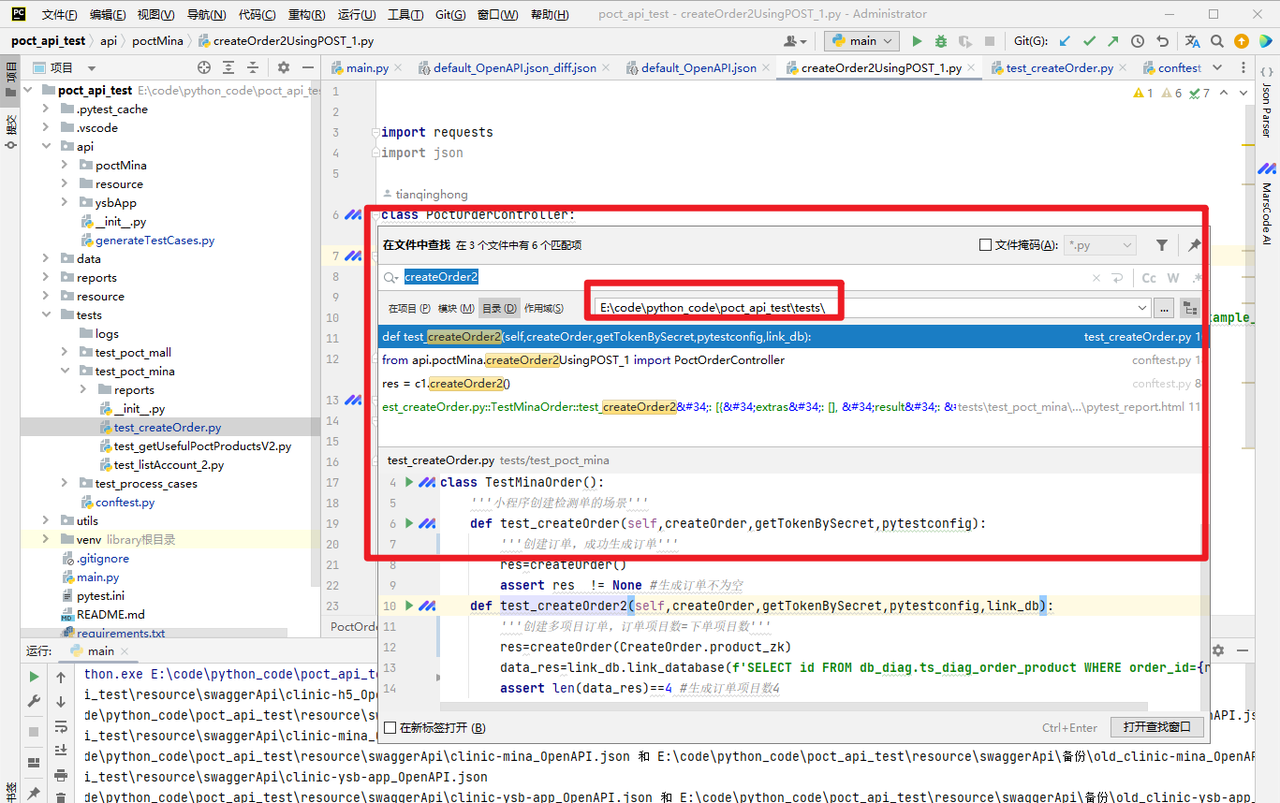 PC 文件(F) 编辑(E) 视图(V) 导航(N) 代码(C) 重构(R) 运行(U) 工具(T) Git(G) 窗口(W) 帮助(H) poct_api_test - createOrder2UsingPOST_1.py - Administrator
poct_api_test api poctMina createOrder2UsingPOST_1.py main Git(G):
项目 main.py default_OpenAPI.json_diff.json default_OpenAPI.json createOrder2UsingPOST_1.py test_createOrder.py conftest
项目
提交
书签
Json Parser
MarsCode AI
poct_api_test E:\code\python_code\poct_api_te
.pytest_cache
.vscode
api
poctMina
resource
ysbApp
__init__.py
generateTestCases.py
data
reports
resource
tests
logs
test_poct_mall
test_poct_mina
reports
__init__.py
test_createOrder.py
test_getUsefulPoctProductsV2.py
test_listAccount_2.py
test_process_cases
conftest.py
utils
venv library根目录
.gitignore
main.py
pytest.ini
README.md
requirements.txt
1 1 6 7
2
3 import requests
4 import json
5
tianqinghong
6 class PoctOrderController:
7
8
9
10
11
12
13
14
15
16
17
18
19
20
21
22
23
在文件中查找 在 3 个文件中有 6 个匹配项 文件掩码(A): *.py
createOrder2 Cc W .*
在项目(P) 模块(M) 目录(D) 作用域(S) E:\code\python_code\poct_api_test\tests\ ...
xample_
def test_createOrder2(self,createOrder,getTokenBySecret,pytestconfig,link_db): test_createOrder.py 1
from api.poctMina.createOrder2UsingPOST_1 import PoctOrderController conftest.py 1
res = c1.createOrder2() conftest.py 8
est_createOrder.py::TestMinaOrder::test_createOrder2&#34;: [{&#34;extras&#34;: [], &#34;result&#34;: & tests\test_poct_mina\...\pytest_report.html 11
test_createOrder.py tests/test_poct_mina
4 class TestMinaOrder():
5 '''小程序创建检测单的场景'''
6 def test_createOrder(self,createOrder,getTokenBySecret,pytestconfig):
7 '''创建订单，成功生成订单'''
8 res=createOrder()
9 assert res != None #生成订单不为空
10 def test_createOrder2(self,createOrder,getTokenBySecret,pytestconfig,link_db):
11 '''创建多项目订单，订单项目数=下单项目数'''
12 res=createOrder(CreateOrder.product_zk)
13 data_res=link_db.link_database(f'SELECT id FROM db_diag.ts_diag_order_product WHERE order_id={r
14 assert len(data_res)==4 #生成订单项目数4
在新标签打开 (B) Ctrl+Enter 打开查找窗口
PoctOrd
运行: main
thon.exe E:\code\python_code\poct_api_te
i_test\resource\swaggerApi\clinic-h5_Ope
de\python_code\poct_api_test\resource\sw nAPI.js
i_test\resource\swaggerApi\clinic-mina_O
de\python_code\poct_api_test\resource\swaggerApi\clinic-mina_OpenAPI.json 和 E:\code\python_code\poct_api_test\resource\swaggerApi\备份\old_clinic-mina_OpenA
i_test\resource\swaggerApi\clinic-ysb-app_OpenAPI.json
de\python_code\poct_api_test\resource\swaggerApi\clinic-ysb-app_OpenAPI.json 和 E:\code\python_code\poct_api_test\resource\swaggerApi\备份\old_clinic-ysb-app_